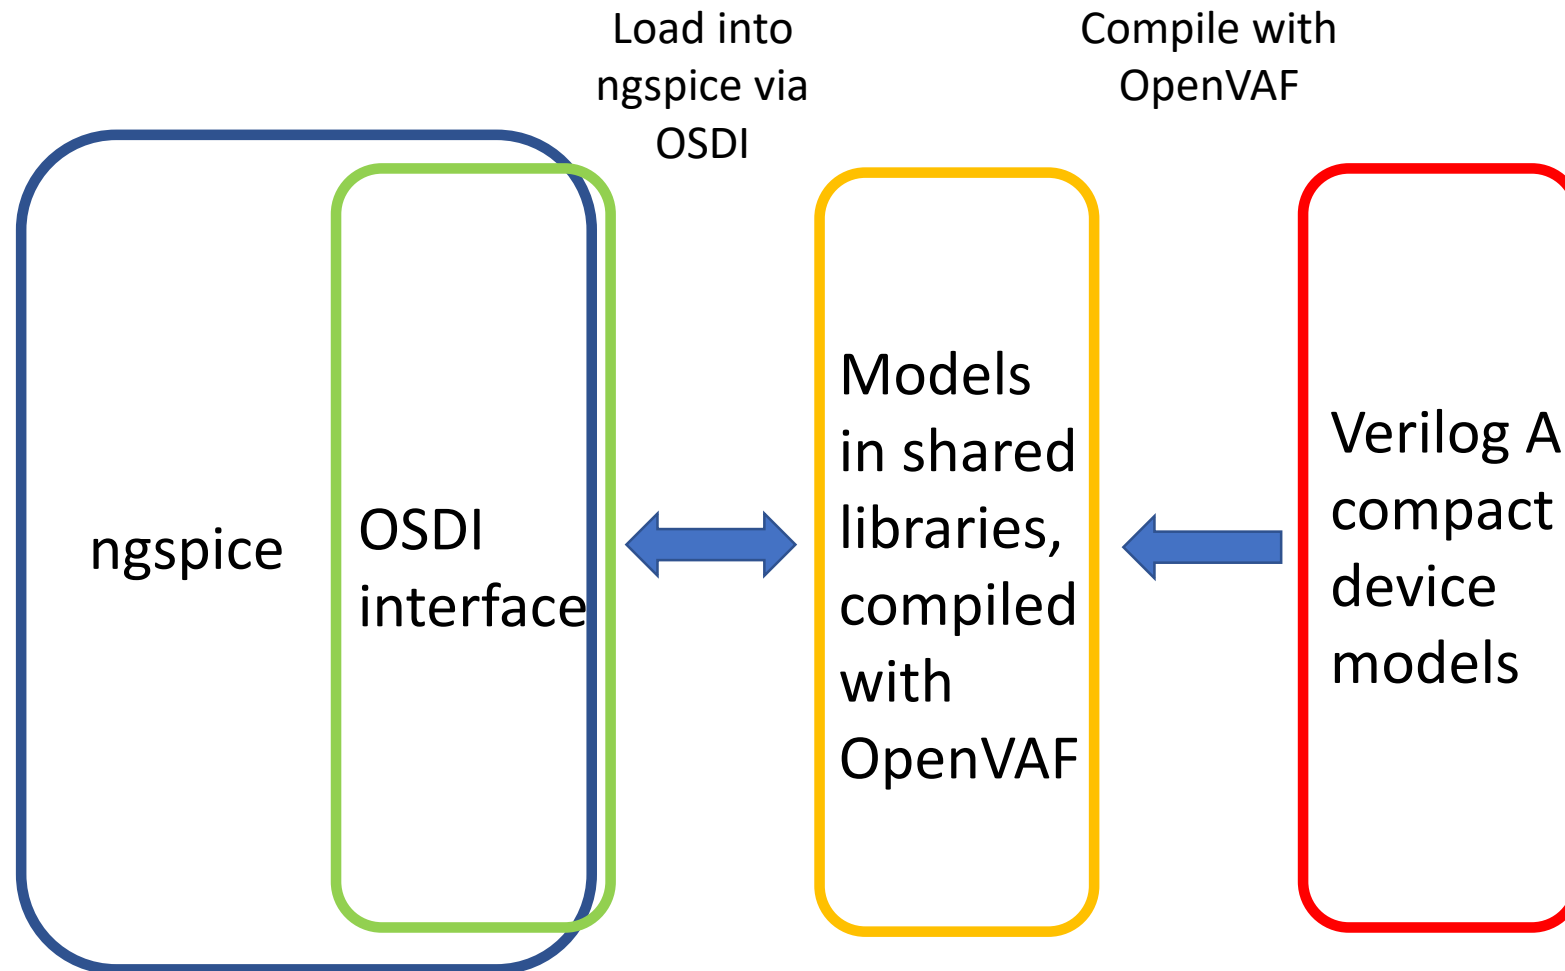 Load into
ngspice via
OSDI
Compile with
OpenVAF
ngspice
OSDI
interface
Models
in shared
libraries,
compiled
with
OpenVAF
Verilog A
compact
device
models